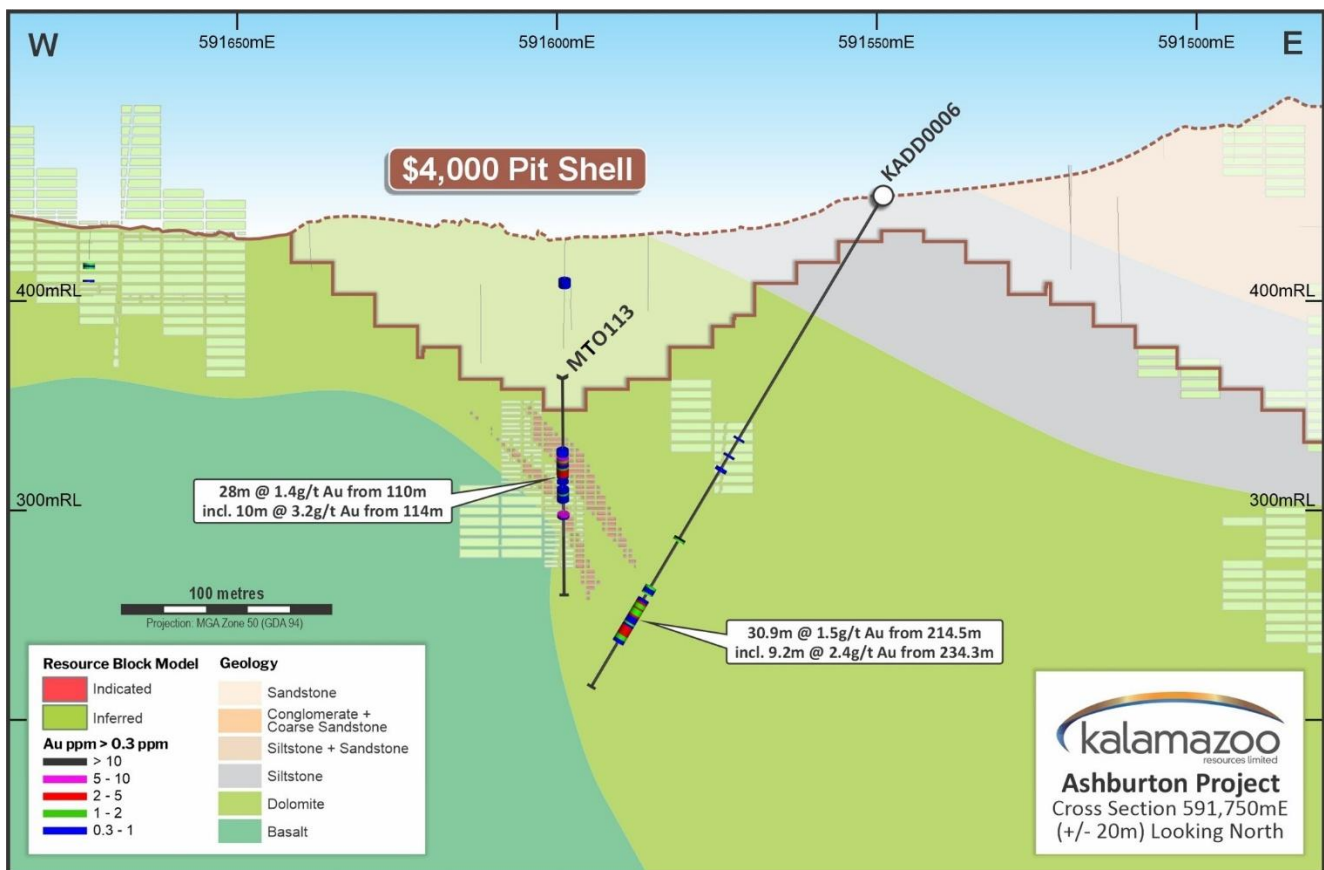 W
591650mE
591600mE
591550mE
591500mE
E
$4,000 Pit Shell
KADD0006
MTO113
400mRL
400mRL
300mRL
300mRL
28m @ 1.4g/t Au from 110m
incl. 10m @ 3.2g/t Au from 114m
30.9m @ 1.5g/t Au from 214.5m
incl. 9.2m @ 2.4g/t Au from 234.3m
100 metres
Projection: MGA Zone 50 (GDA 94)
Resource Block Model
Indicated
Inferred
Au ppm > 0.3 ppm
> 10
5 - 10
2 - 5
1 - 2
0.3 - 1
Geology
Sandstone
Conglomerate +
Coarse Sandstone
Siltstone + Sandstone
Siltstone
Dolomite
Basalt
kalamazoo
resources limited
Ashburton Project
Cross Section 591,750mE
(+/- 20m) Looking North